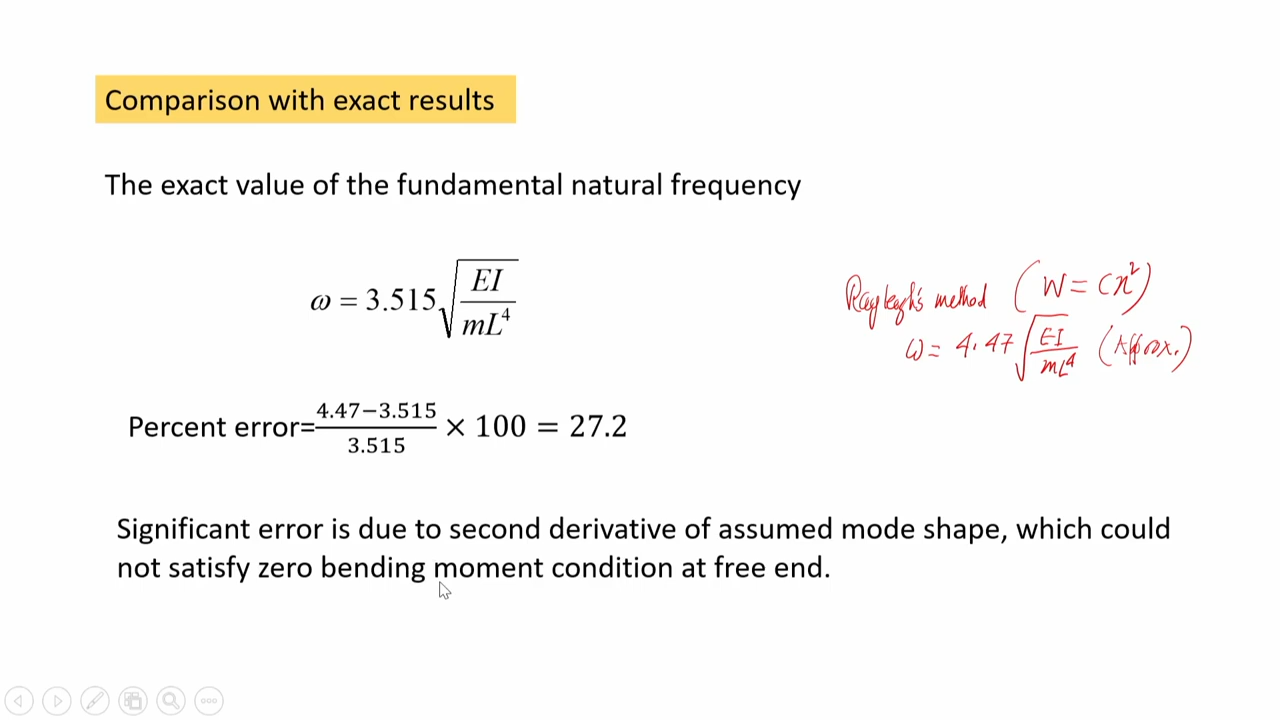 Comparison with exact results
The exact value of the fundamental natural frequency
ω = 3.515√(EI/mL⁴)
Rayleigh's method (W = Cx²)
ω = 4.47√(EI/mL⁴) (Approx.)
Percent error=(4.47−3.515)/3.515 × 100 = 27.2
Significant error is due to second derivative of assumed mode shape, which could
not satisfy zero bending moment condition at free end.